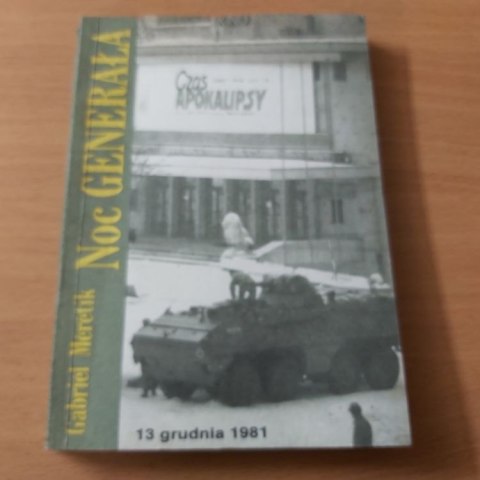 Gabriel Meretik
Noc GENERAŁA
Czas
APOKALIPSY
13 grudnia 1981